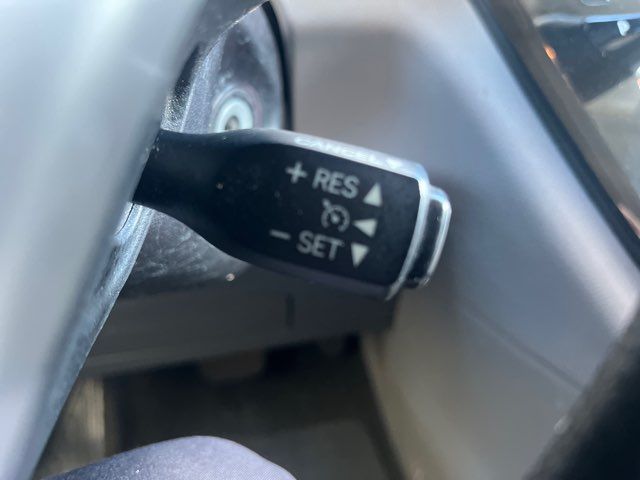 CANCEL
+ RES ▲
◀
− SET ▼